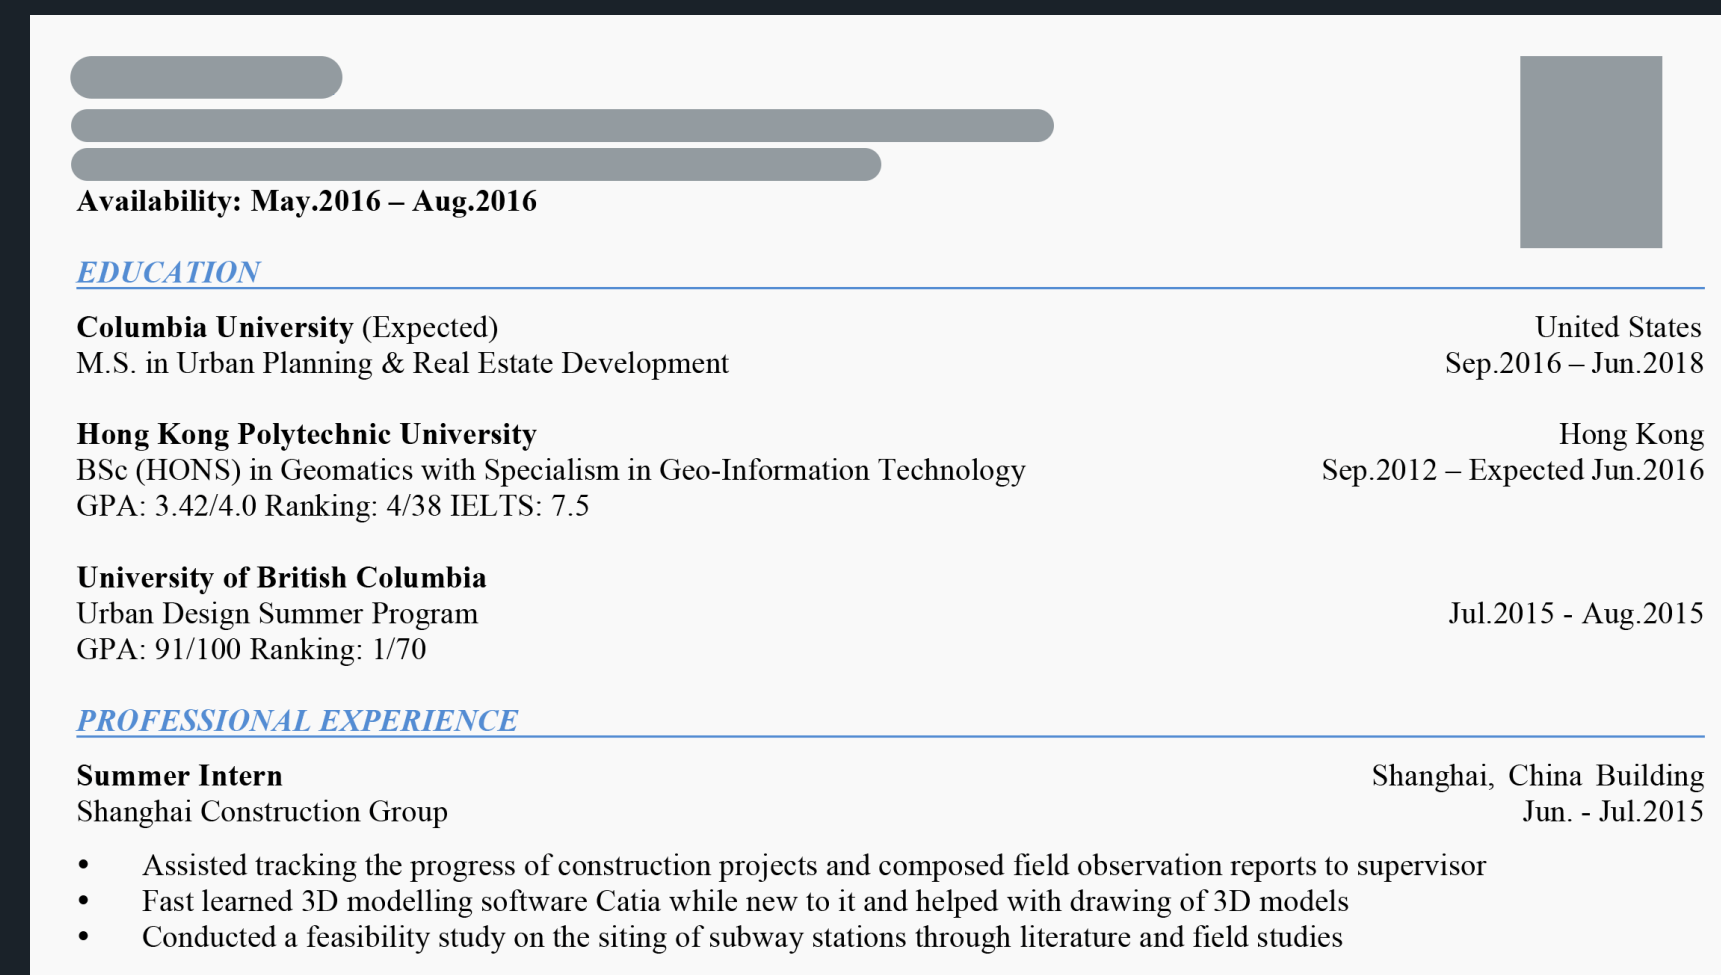 Availability: May.2016 – Aug.2016
EDUCATION
Columbia University (Expected) United States
M.S. in Urban Planning & Real Estate Development Sep.2016 – Jun.2018
Hong Kong Polytechnic University Hong Kong
BSc (HONS) in Geomatics with Specialism in Geo-Information Technology Sep.2012 – Expected Jun.2016
GPA: 3.42/4.0 Ranking: 4/38 IELTS: 7.5
University of British Columbia
Urban Design Summer Program Jul.2015 - Aug.2015
GPA: 91/100 Ranking: 1/70
PROFESSIONAL EXPERIENCE
Summer Intern Shanghai, China Building
Shanghai Construction Group Jun. - Jul.2015
• Assisted tracking the progress of construction projects and composed field observation reports to supervisor
• Fast learned 3D modelling software Catia while new to it and helped with drawing of 3D models
• Conducted a feasibility study on the siting of subway stations through literature and field studies